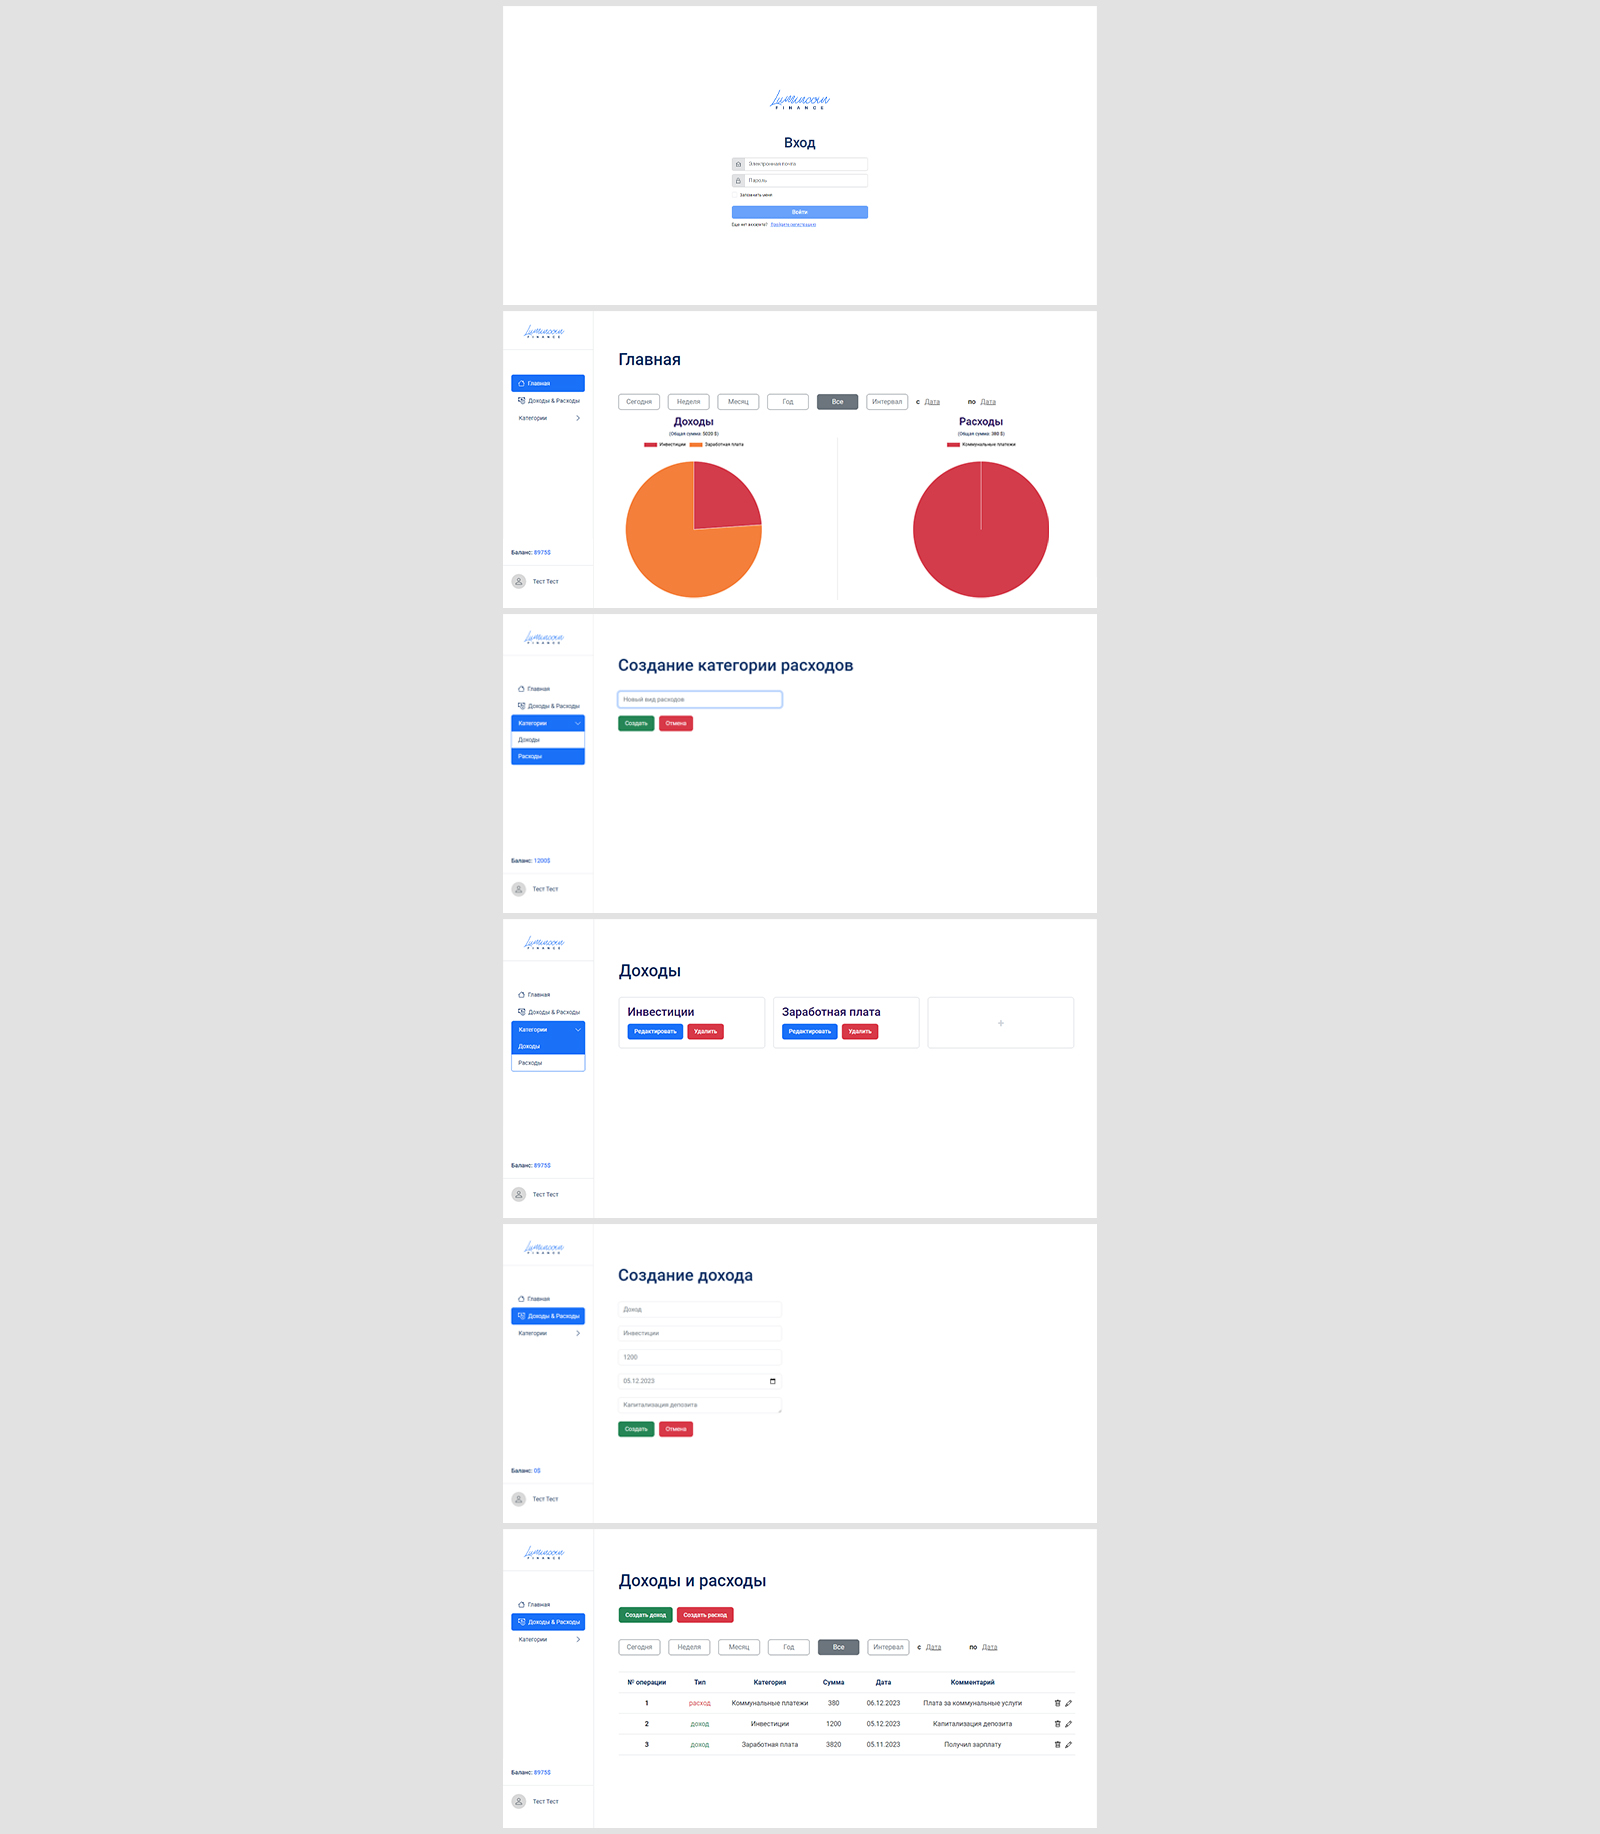 Lumincoin
FINANCE
Вход
Электронная почта
Пароль
Запомнить меня
Войти
Еще нет аккаунта? Пройдите регистрацию
Lumincoin
FINANCE
Главная
Доходы & Расходы
Категории
Баланс: 8975$
Тест Тест
Главная
Сегодня Неделя Месяц Год Все Интервал с Дата по Дата
Доходы
(Общая сумма: 5020 $)
Инвестиции Заработная плата
Расходы
(Общая сумма: 380 $)
Коммунальные платежи
Lumincoin
FINANCE
Главная
Доходы & Расходы
Категории
Доходы
Расходы
Баланс: 1200$
Тест Тест
Создание категории расходов
Новый вид расходов
Создать Отмена
Lumincoin
FINANCE
Главная
Доходы & Расходы
Категории
Доходы
Расходы
Баланс: 8975$
Тест Тест
Доходы
Инвестиции
Редактировать Удалить
Заработная плата
Редактировать Удалить
+
Lumincoin
FINANCE
Главная
Доходы & Расходы
Категории
Баланс: 0$
Тест Тест
Создание дохода
Доход
Инвестиции
1200
05.12.2023
Капитализация депозита
Создать Отмена
Lumincoin
FINANCE
Главная
Доходы & Расходы
Категории
Баланс: 8975$
Тест Тест
Доходы и расходы
Создать доход Создать расход
Сегодня Неделя Месяц Год Все Интервал с Дата по Дата
№ операции Тип Категория Сумма Дата Комментарий
1 расход Коммунальные платежи 380 06.12.2023 Плата за коммунальные услуги
2 доход Инвестиции 1200 05.12.2023 Капитализация депозита
3 доход Заработная плата 3820 05.11.2023 Получил зарплату